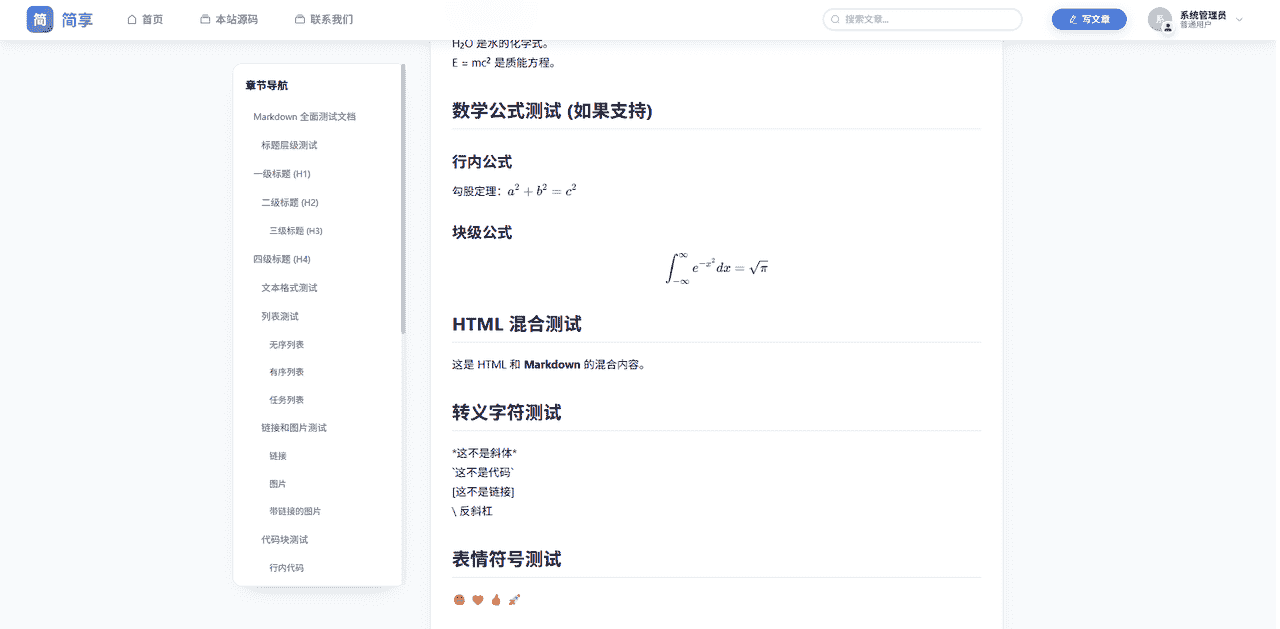 简 简享 首页 本站源码 联系我们 搜索文章... 写文章 系 系统管理员
普通用户
章节导航
Markdown 全面测试文档
标题层级测试
一级标题 (H1)
二级标题 (H2)
三级标题 (H3)
四级标题 (H4)
文本格式测试
列表测试
无序列表
有序列表
任务列表
链接和图片测试
链接
图片
带链接的图片
代码块测试
行内代码
H₂O 是水的化学式。
E = mc² 是质能方程。
数学公式测试 (如果支持)
行内公式
勾股定理：a² + b² = c²
块级公式
∫_{-∞}^{∞} e^{-x²} dx = √π
HTML 混合测试
这是 HTML 和 Markdown 的混合内容。
转义字符测试
*这不是斜体*
`这不是代码`
[这不是链接]
\ 反斜杠
表情符号测试